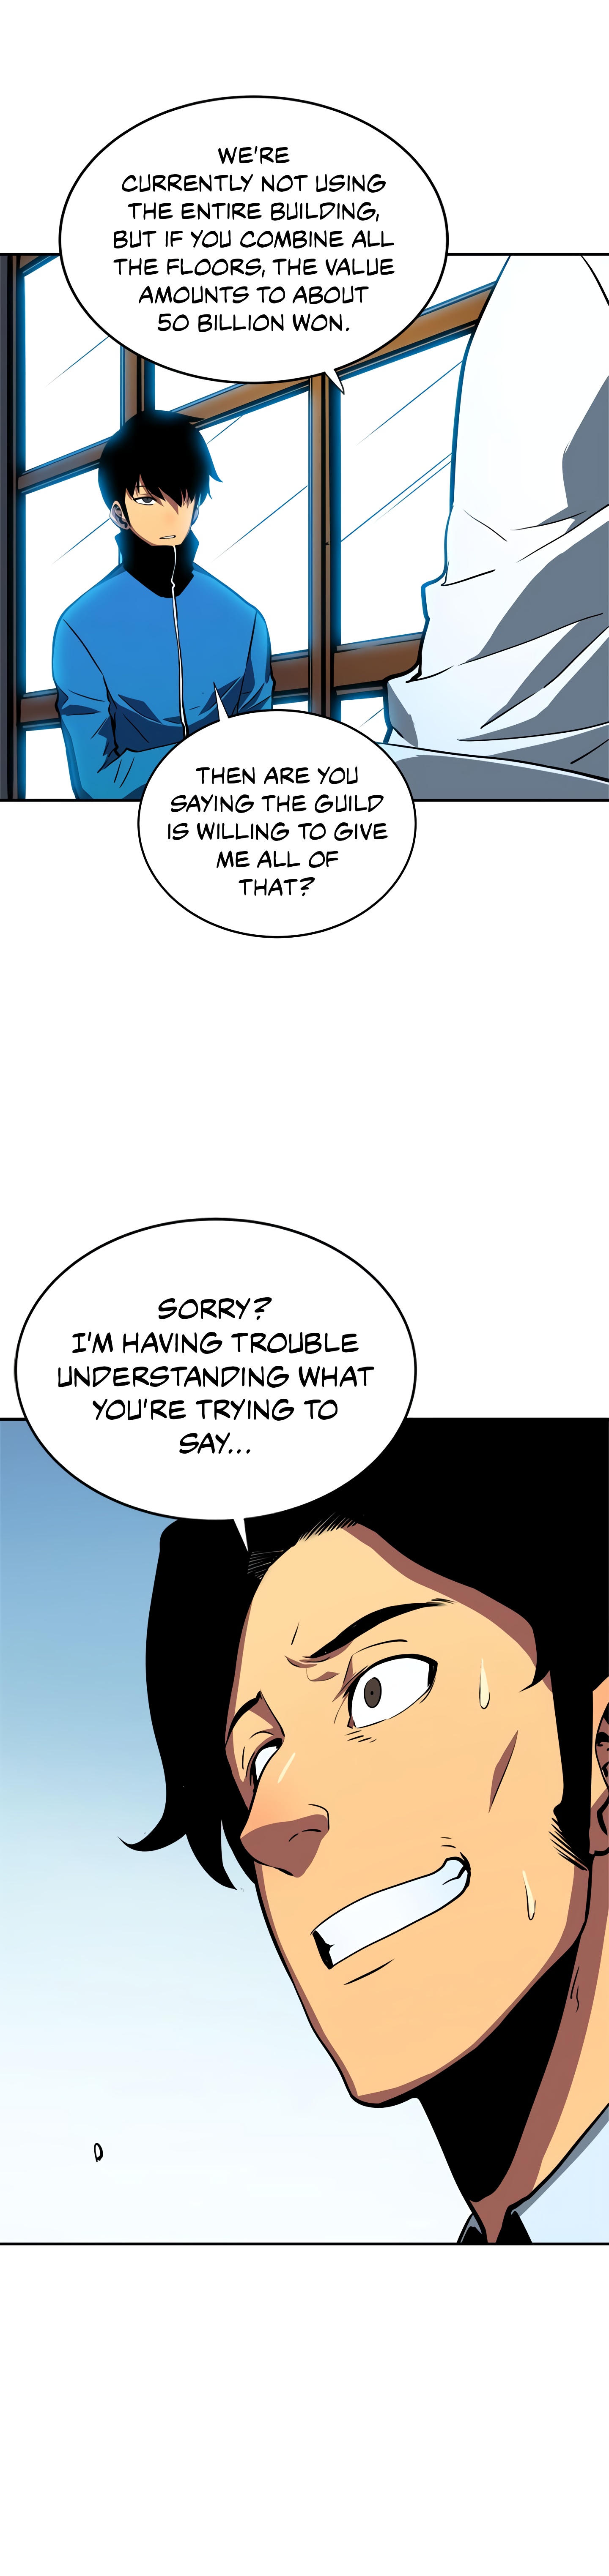 WE'RE
CURRENTLY NOT USING
THE ENTIRE BUILDING,
BUT IF YOU COMBINE ALL
THE FLOORS, THE VALUE
AMOUNTS TO ABOUT
50 BILLION WON.
THEN ARE YOU
SAYING THE GUILD
IS WILLING TO GIVE
ME ALL OF
THAT?
SORRY?
I'M HAVING TROUBLE
UNDERSTANDING WHAT
YOU'RE TRYING TO
SAY...